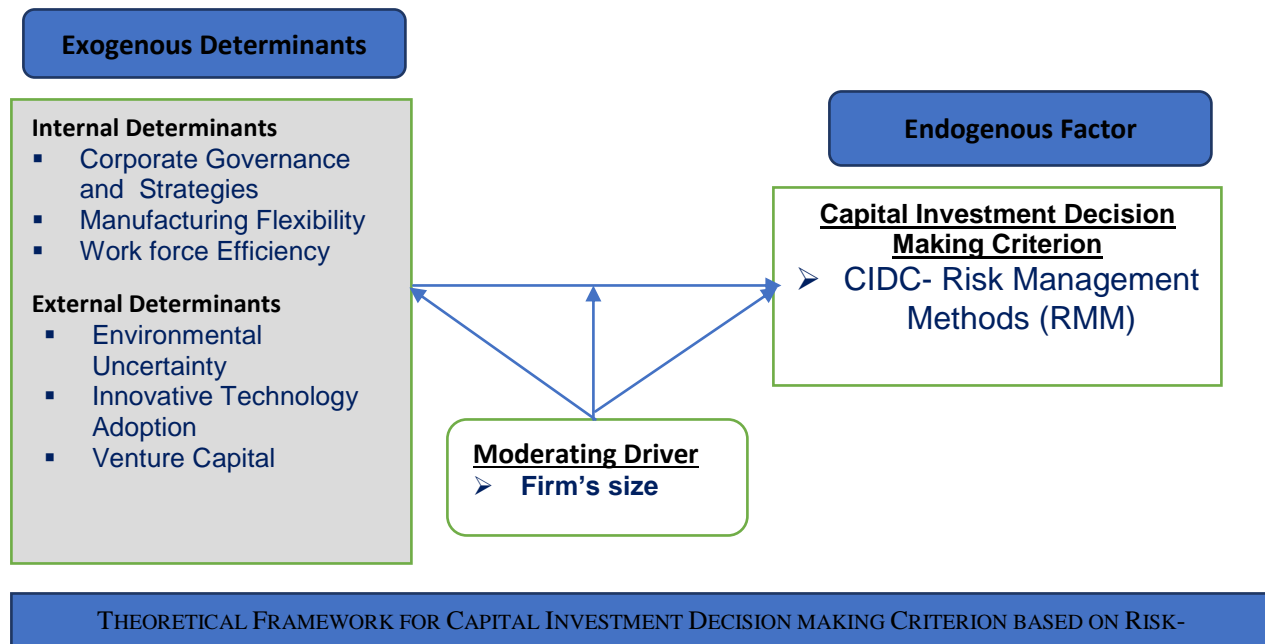 Exogenous Determinants
Internal Determinants
▪ Corporate Governance
and Strategies
▪ Manufacturing Flexibility
▪ Work force Efficiency
External Determinants
▪ Environmental
Uncertainty
▪ Innovative Technology
Adoption
▪ Venture Capital
Endogenous Factor
Capital Investment Decision
Making Criterion
➢ CIDC- Risk Management
Methods (RMM)
Moderating Driver
➢ Firm’s size
THEORETICAL FRAMEWORK FOR CAPITAL INVESTMENT DECISION MAKING CRITERION BASED ON RISK-